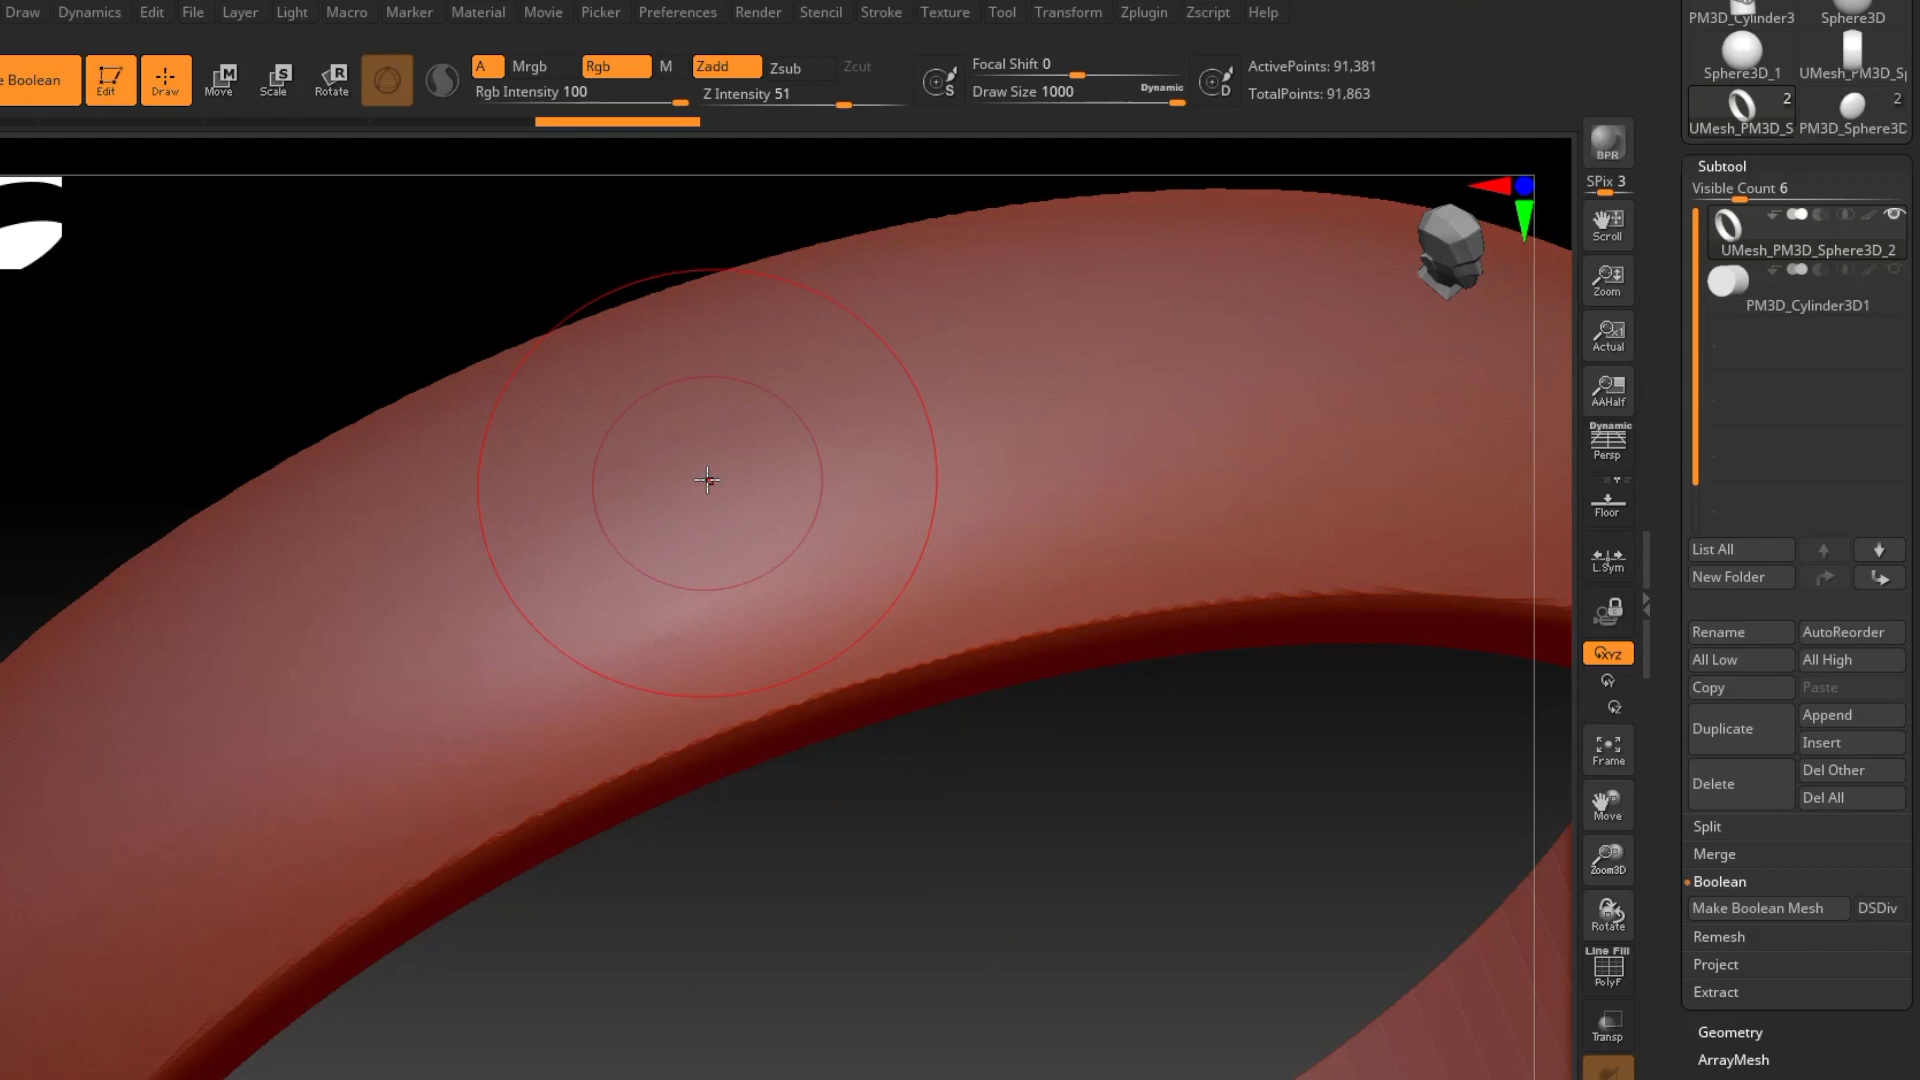 Draw Dynamics Edit File Layer Light Macro Marker Material Movie Picker Preferences Render Stencil Stroke Texture Tool Transform Zplugin Zscript Help
e Boolean
Edit
Draw
Move
Scale
Rotate
M
S
R
A
Mrgb
Rgb
M
Zadd
Zsub
Zcut
Rgb Intensity 100
Z Intensity 51
S
Focal Shift 0
Draw Size 1000
Dynamic
D
ActivePoints: 91,381
TotalPoints: 91,863
PM3D_Cylinder3
Sphere3D
Sphere3D_1
UMesh_PM3D_S
2
2
UMesh_PM3D_S
PM3D_Sphere3D
Subtool
Visible Count 6
UMesh_PM3D_Sphere3D_2
PM3D_Cylinder3D1
List All
New Folder
Rename
AutoReorder
All Low
All High
Copy
Paste
Duplicate
Append
Insert
Delete
Del Other
Del All
Split
Merge
Boolean
Make Boolean Mesh
DSDiv
Remesh
Project
Extract
Geometry
ArrayMesh
BPR
SPix 3
Scroll
Zoom
Actual
AAHalf
Dynamic
Persp
Floor
L.Sym
XYZ
Y
Z
Frame
Move
Zoom3D
Rotate
Line Fill
PolyF
Transp